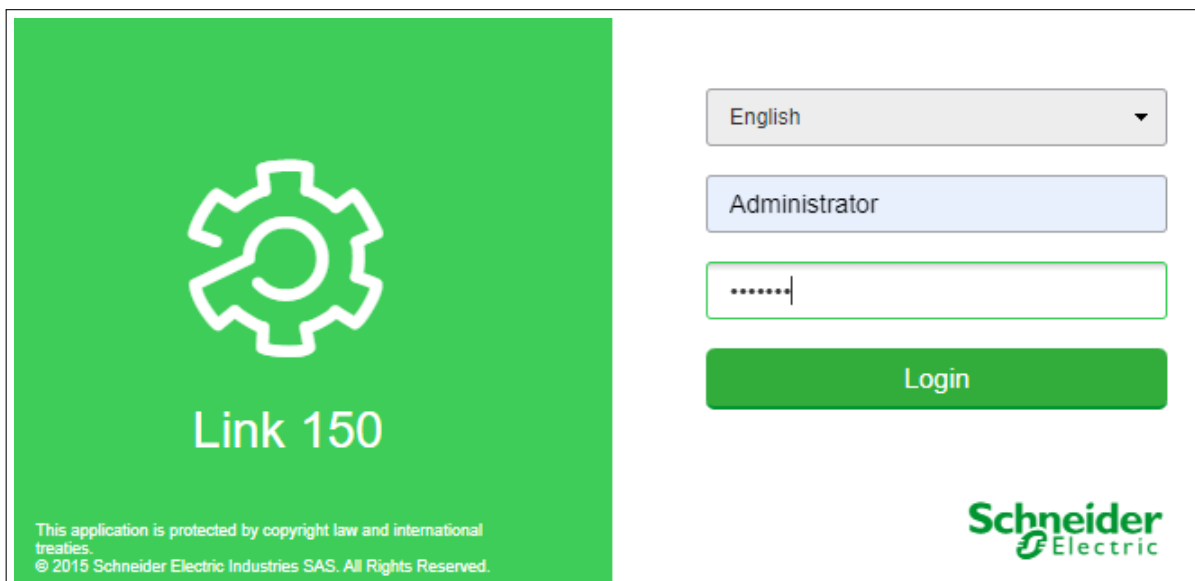 Link 150
This application is protected by copyright law and international
treaties.
© 2015 Schneider Electric Industries SAS. All Rights Reserved.
English
Administrator
•••••••
Login
Schneider
Electric